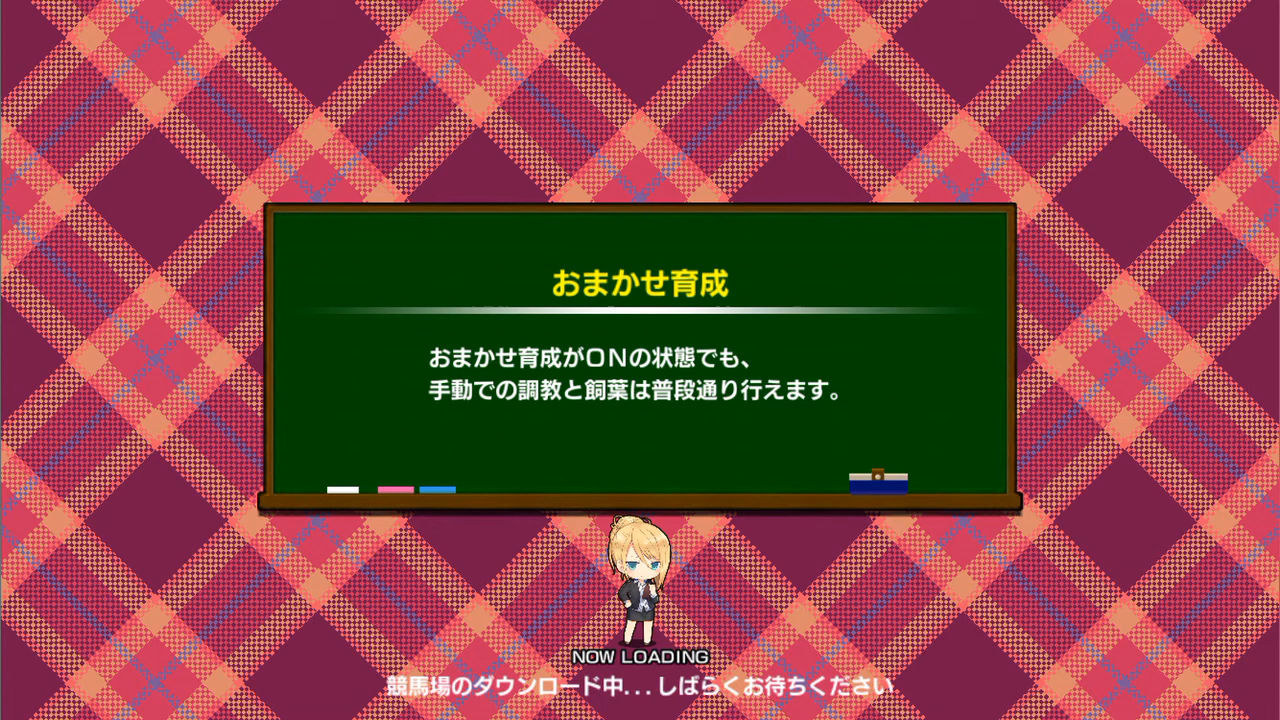 おまかせ育成
おまかせ育成がＯＮの状態でも、
手動での調教と飼葉は普段通り行えます。
NOW LOADING
競馬場のダウンロード中...しばらくお待ちください